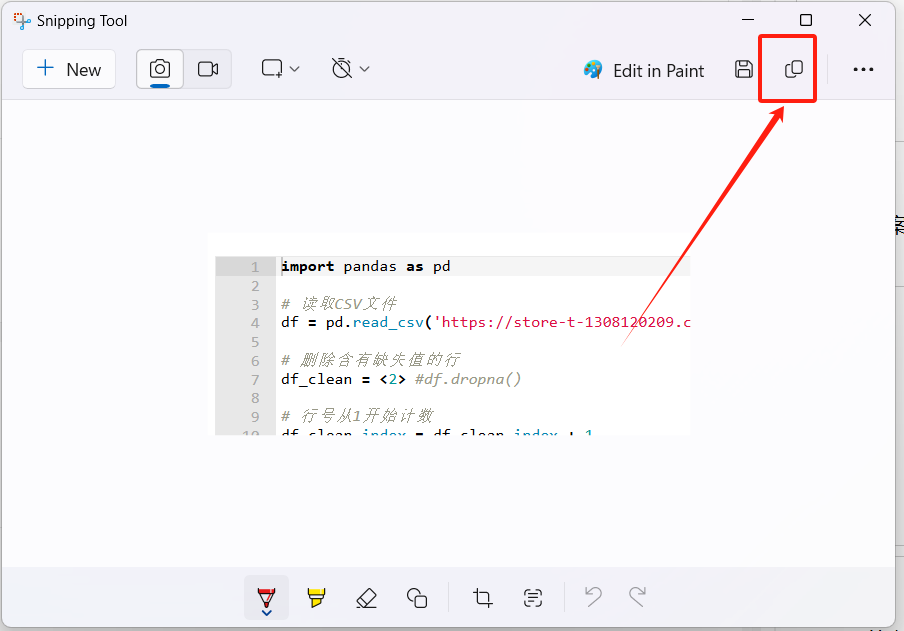 Snipping Tool
New
Edit in Paint
1 import pandas as pd
2
3 # 读取CSV文件
4 df = pd.read_csv('https://store-t-1308120209.c
5
6 # 删除含有缺失值的行
7 df_clean = <2> #df.dropna()
8
9 # 行号从1开始计数
10 df_clean.index = df_clean.index + 1
案